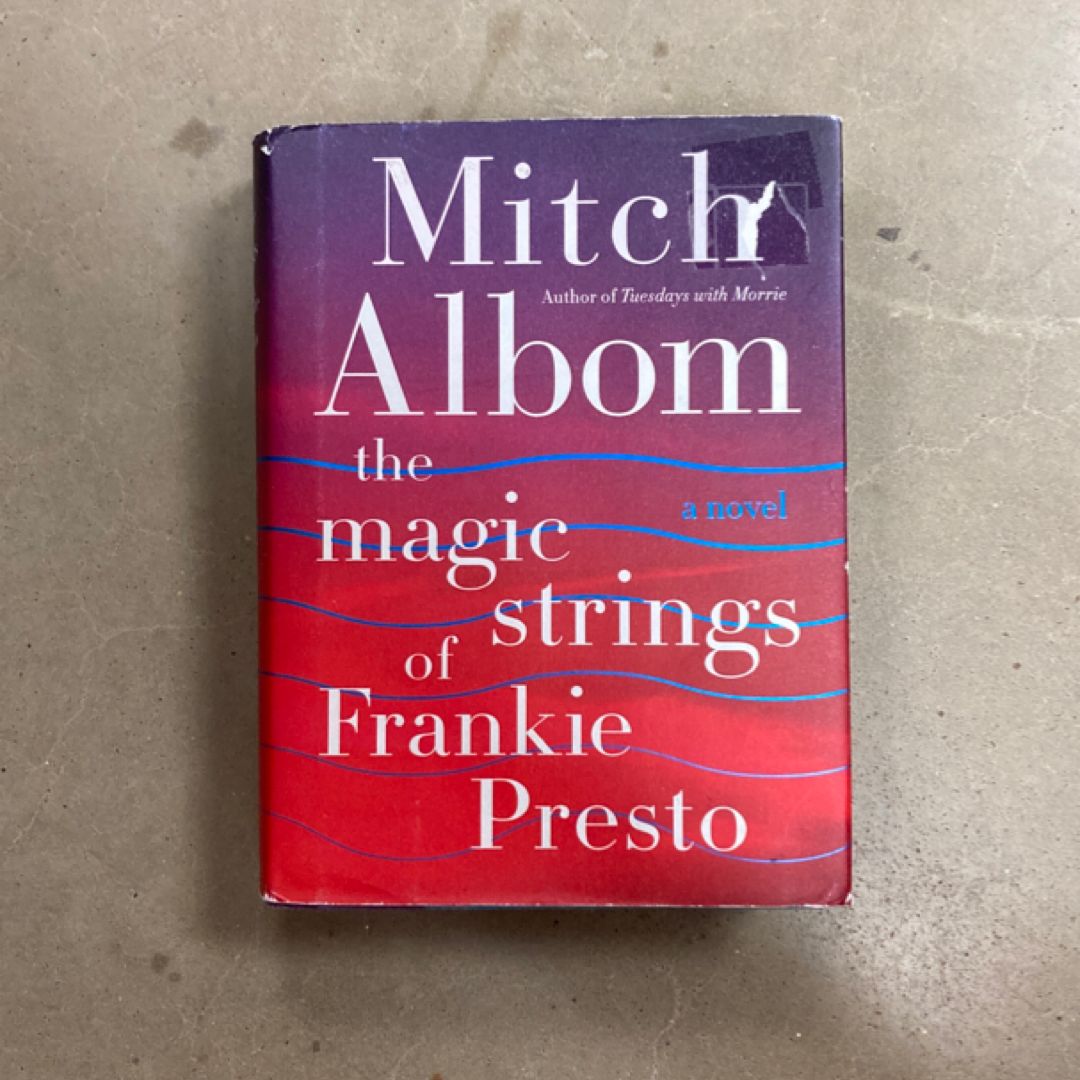 Mitch
Author of Tuesdays with Morrie
Albom
the
a novel
magic
strings
of
Frankie
Presto